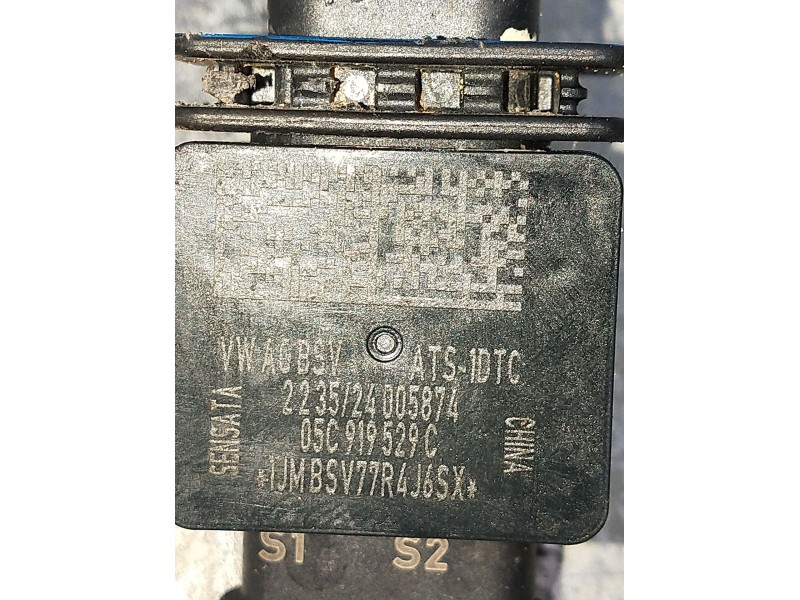 VW AG BSV ATS-1DTC
22 35/24 005874
05C 919 529 C
*1JMBSV77R4J6SX*
SENSATA
CHINA
S1 S2